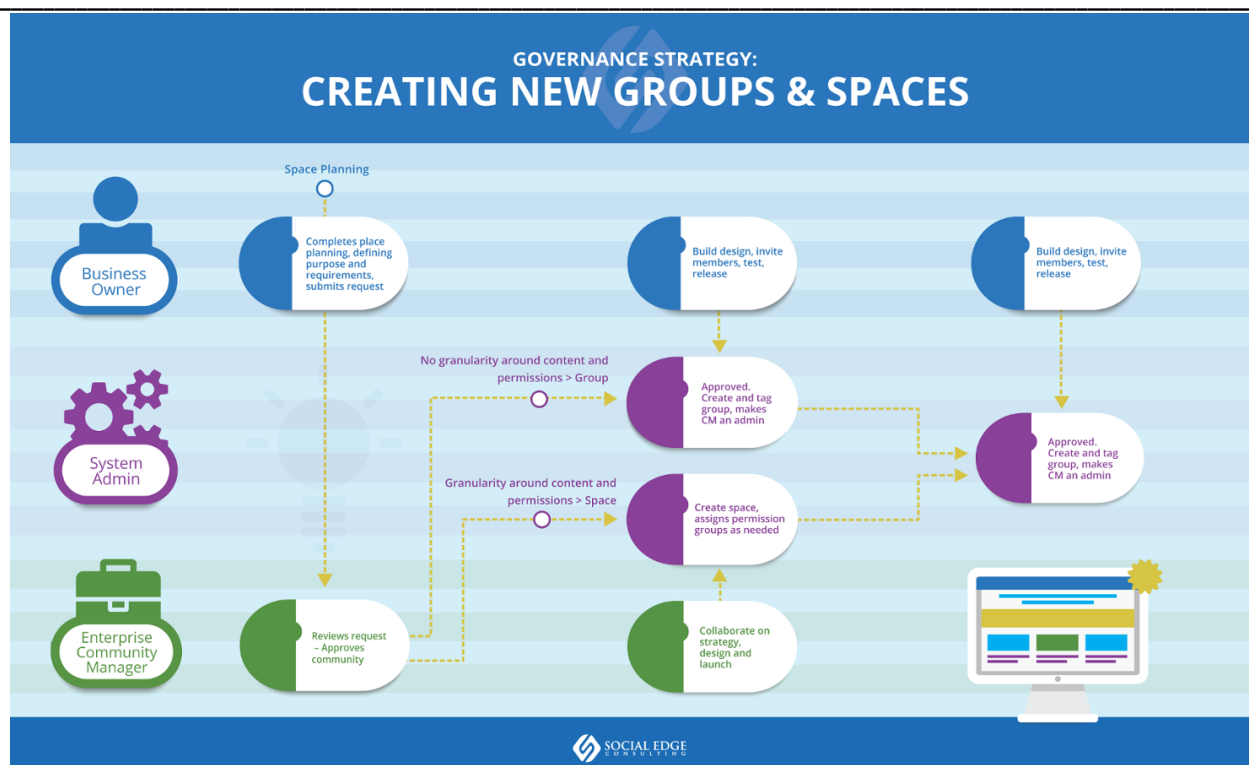 GOVERNANCE STRATEGY:
CREATING NEW GROUPS & SPACES
Space Planning
Business
Owner
Completes place
planning, defining
purpose and
requirements,
submits request
Build design, invite
members, test,
release
Build design, invite
members, test,
release
No granularity around content and
permissions > Group
System
Admin
Approved.
Create and tag
group, makes
CM an admin
Approved.
Create and tag
group, makes
CM an admin
Granularity around content and
permissions > Space
Create space,
assigns permission
groups as needed
Enterprise
Community
Manager
Reviews request
– Approves
community
Collaborate on
strategy,
design and
launch
SOCIAL EDGE
CONSULTING